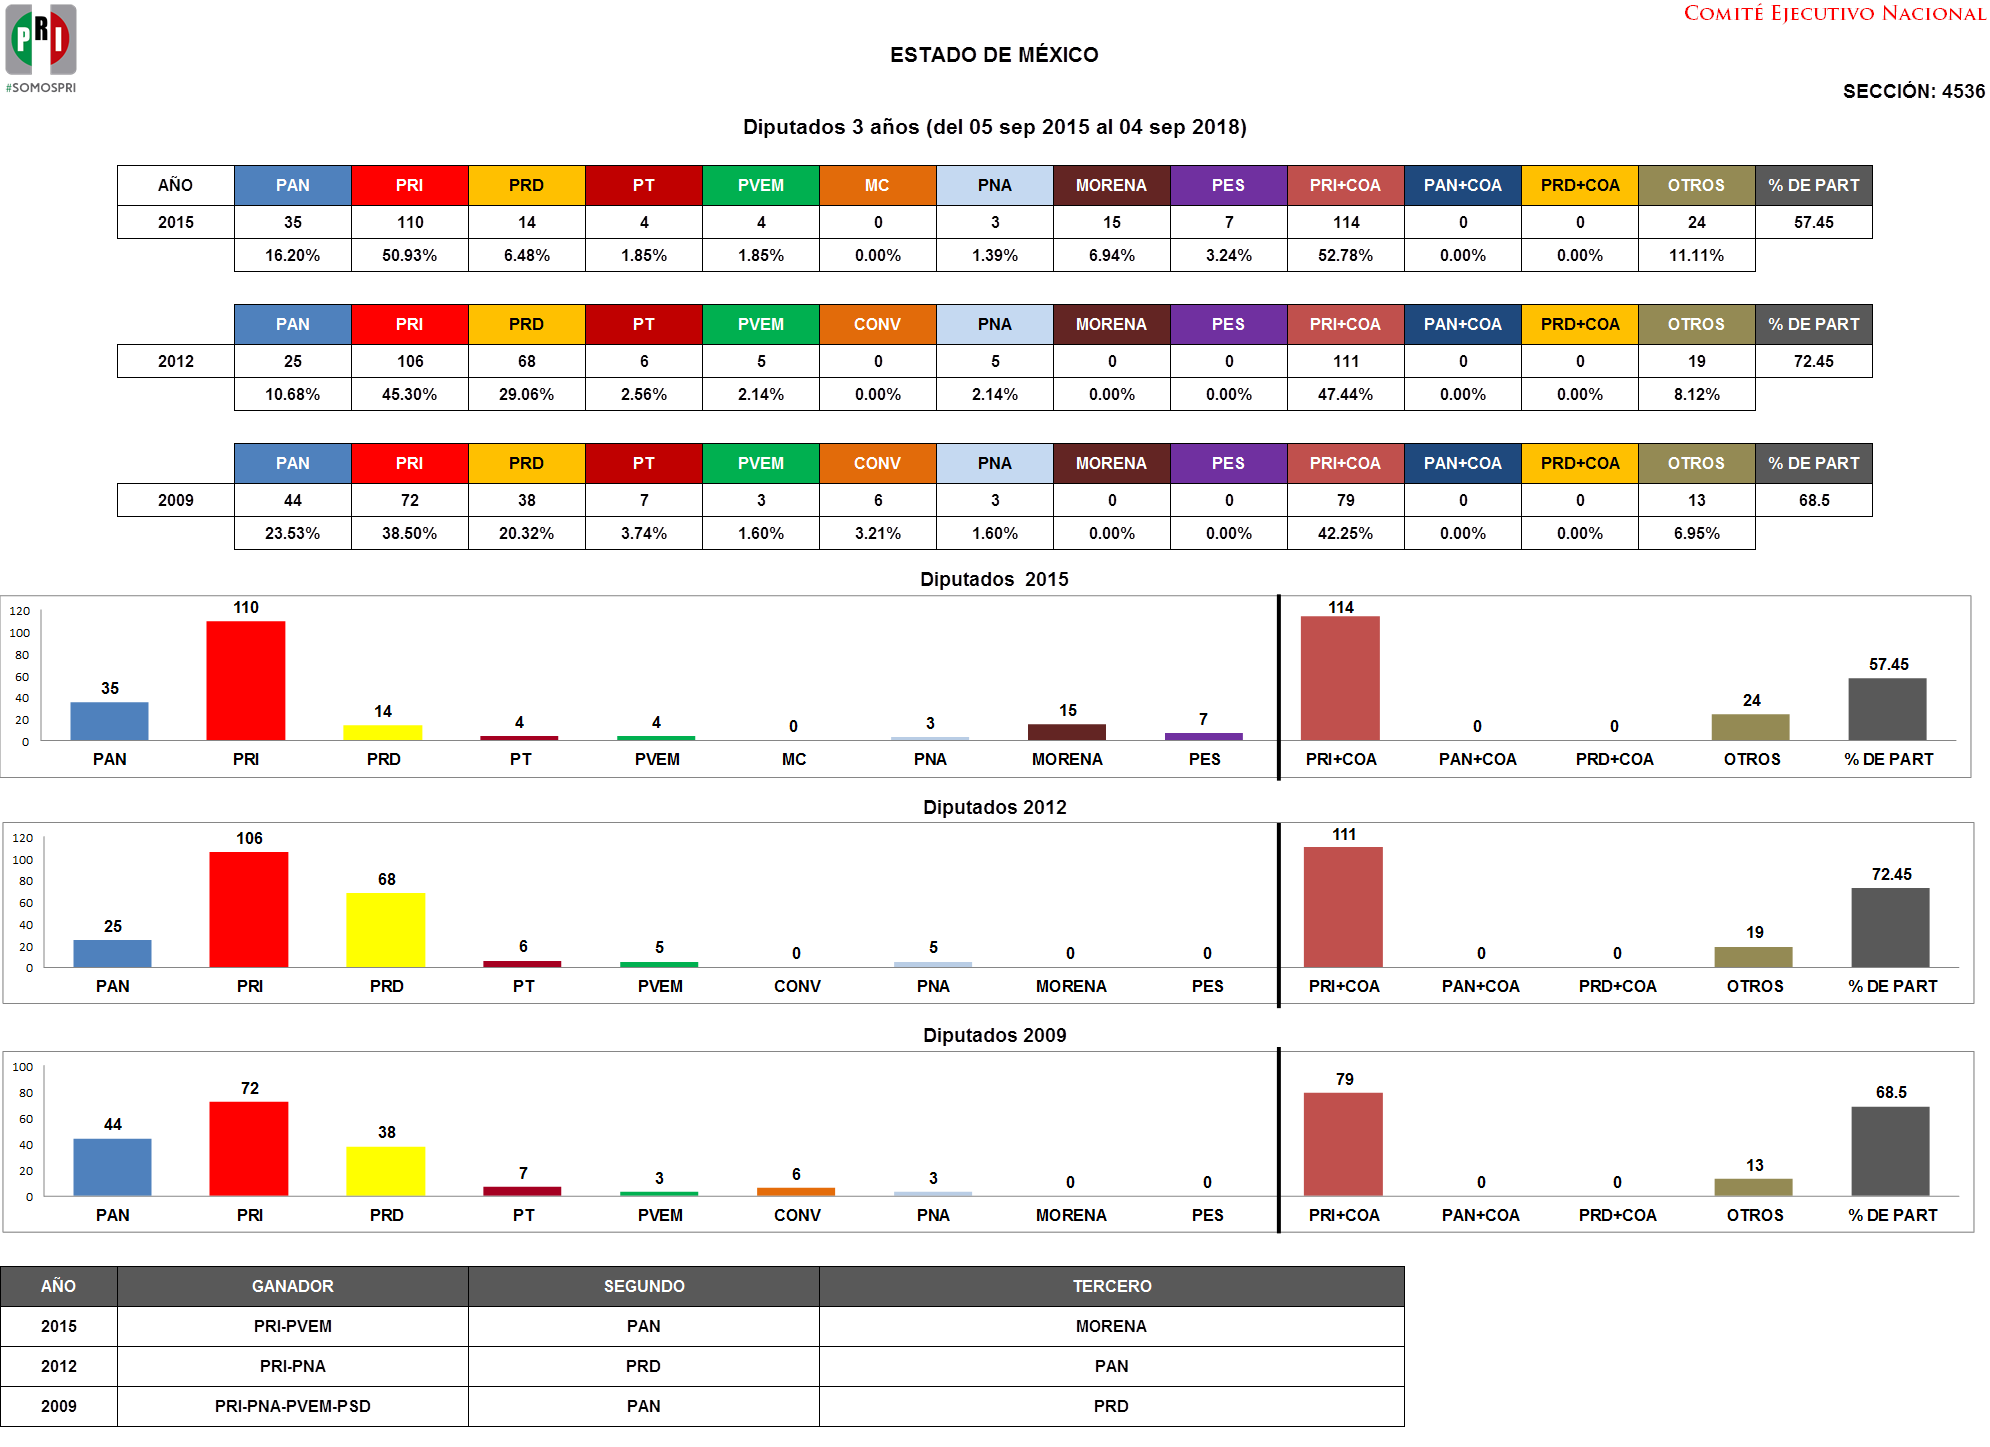 PRI
#SOMOSPRI
COMITÉ EJECUTIVO NACIONAL
ESTADO DE MÉXICO
SECCIÓN: 4536
Diputados 3 años (del 05 sep 2015 al 04 sep 2018)
AÑO PAN PRI PRD PT PVEM MC PNA MORENA PES PRI+COA PAN+COA PRD+COA OTROS % DE PART
2015 35 110 14 4 4 0 3 15 7 114 0 0 24 57.45
16.20% 50.93% 6.48% 1.85% 1.85% 0.00% 1.39% 6.94% 3.24% 52.78% 0.00% 0.00% 11.11%
PAN PRI PRD PT PVEM CONV PNA MORENA PES PRI+COA PAN+COA PRD+COA OTROS % DE PART
2012 25 106 68 6 5 0 5 0 0 111 0 0 19 72.45
10.68% 45.30% 29.06% 2.56% 2.14% 0.00% 2.14% 0.00% 0.00% 47.44% 0.00% 0.00% 8.12%
PAN PRI PRD PT PVEM CONV PNA MORENA PES PRI+COA PAN+COA PRD+COA OTROS % DE PART
2009 44 72 38 7 3 6 3 0 0 79 0 0 13 68.5
23.53% 38.50% 20.32% 3.74% 1.60% 3.21% 1.60% 0.00% 0.00% 42.25% 0.00% 0.00% 6.95%
Diputados 2015
120
100
80
60
40
20
0
35 110 14 4 4 0 3 15 7 114 0 0 24 57.45
PAN PRI PRD PT PVEM MC PNA MORENA PES PRI+COA PAN+COA PRD+COA OTROS % DE PART
Diputados 2012
120
100
80
60
40
20
0
25 106 68 6 5 0 5 0 0 111 0 0 19 72.45
PAN PRI PRD PT PVEM CONV PNA MORENA PES PRI+COA PAN+COA PRD+COA OTROS % DE PART
Diputados 2009
100
80
60
40
20
0
44 72 38 7 3 6 3 0 0 79 0 0 13 68.5
PAN PRI PRD PT PVEM CONV PNA MORENA PES PRI+COA PAN+COA PRD+COA OTROS % DE PART
AÑO GANADOR SEGUNDO TERCERO
2015 PRI-PVEM PAN MORENA
2012 PRI-PNA PRD PAN
2009 PRI-PNA-PVEM-PSD PAN PRD